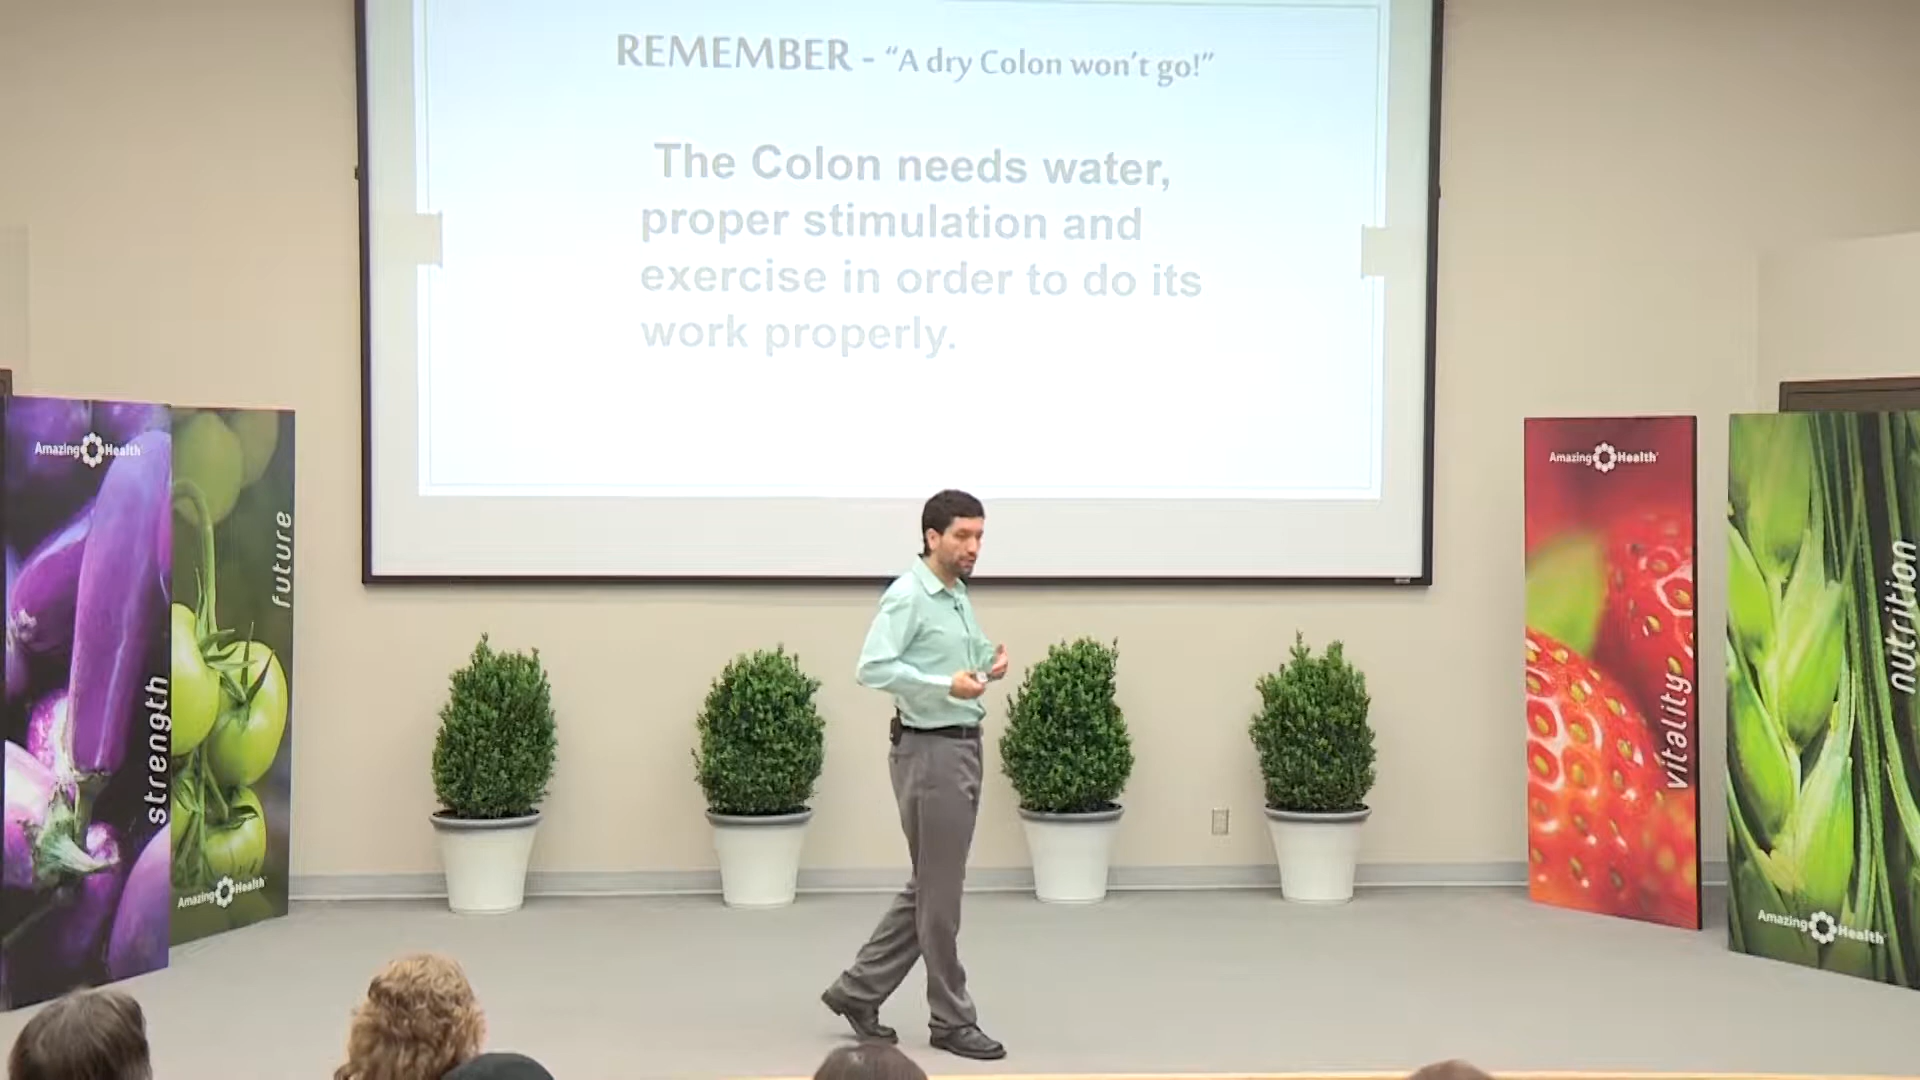 REMEMBER - “A dry Colon won’t go!”
The Colon needs water,
proper stimulation and
exercise in order to do its
work properly.
Amazing Health
strength
future
Amazing Health
Amazing Health
vitality
nutrition
Amazing Health